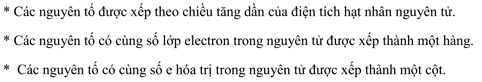 * Các nguyên tố được xếp theo chiều tăng dần của điện tích hạt nhân nguyên tử.
* Các nguyên tố có cùng số lớp electron trong nguyên tử được xếp thành một hàng.
* Các nguyên tố có cùng số e hóa trị trong nguyên tử được xếp thành một cột.